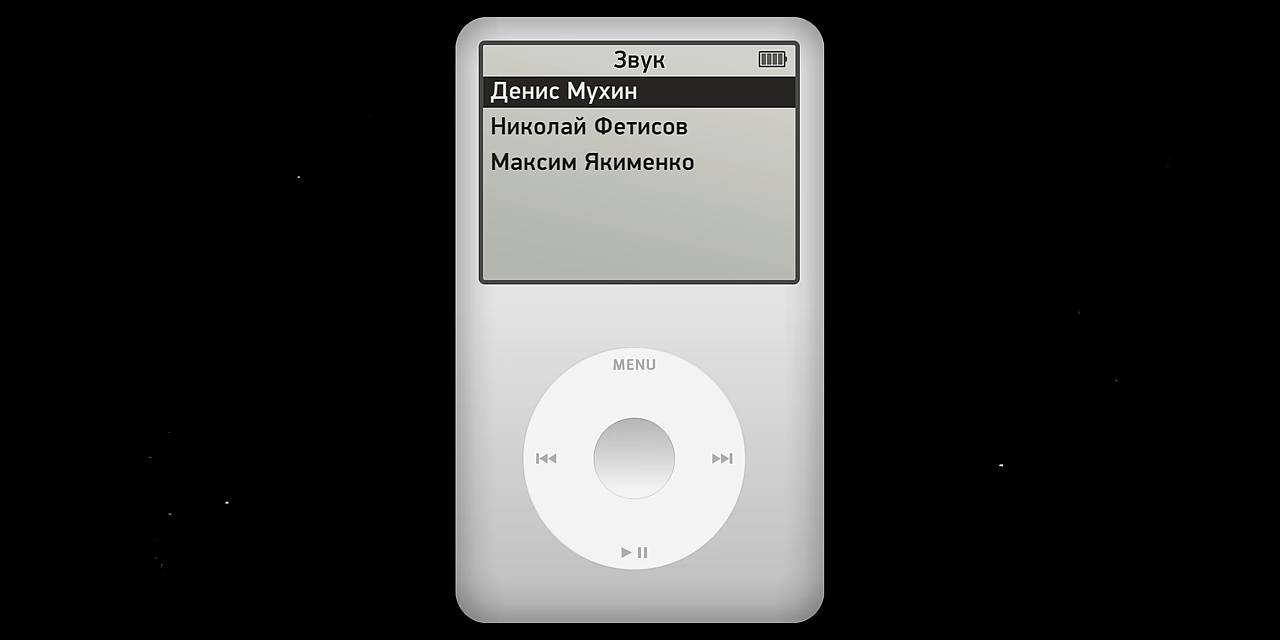 Звук
Денис Мухин
Николай Фетисов
Максим Якименко
MENU